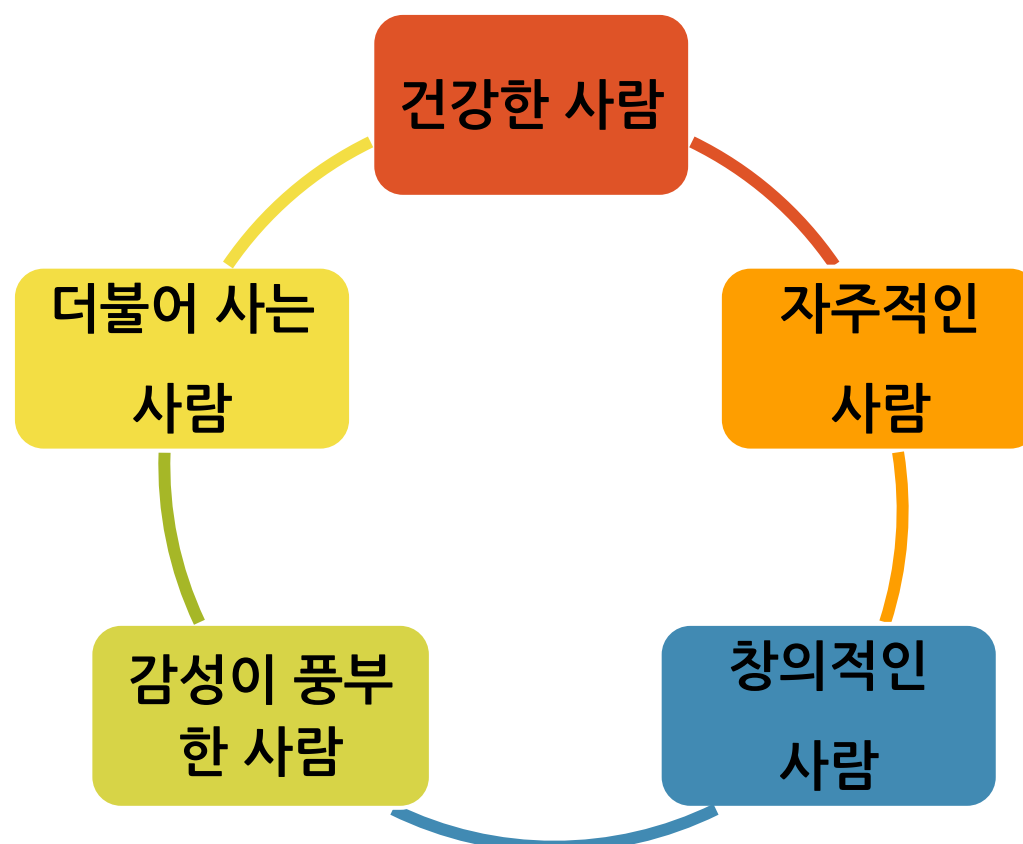 건강한 사람
더불어 사는
사람
자주적인
사람
감성이 풍부
한 사람
창의적인
사람